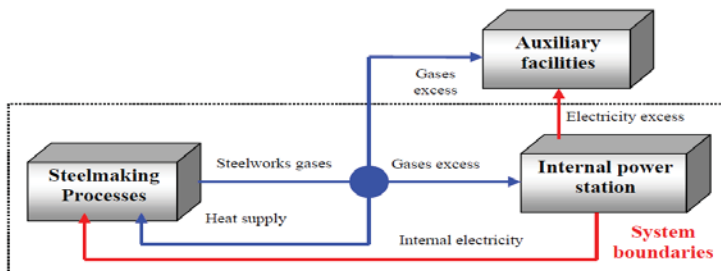 Auxiliary
facilities
Gases
excess
Electricity excess
Steelmaking
Processes
Steelworks gases
Gases excess
Internal power
station
Heat supply
Internal electricity
System
boundaries